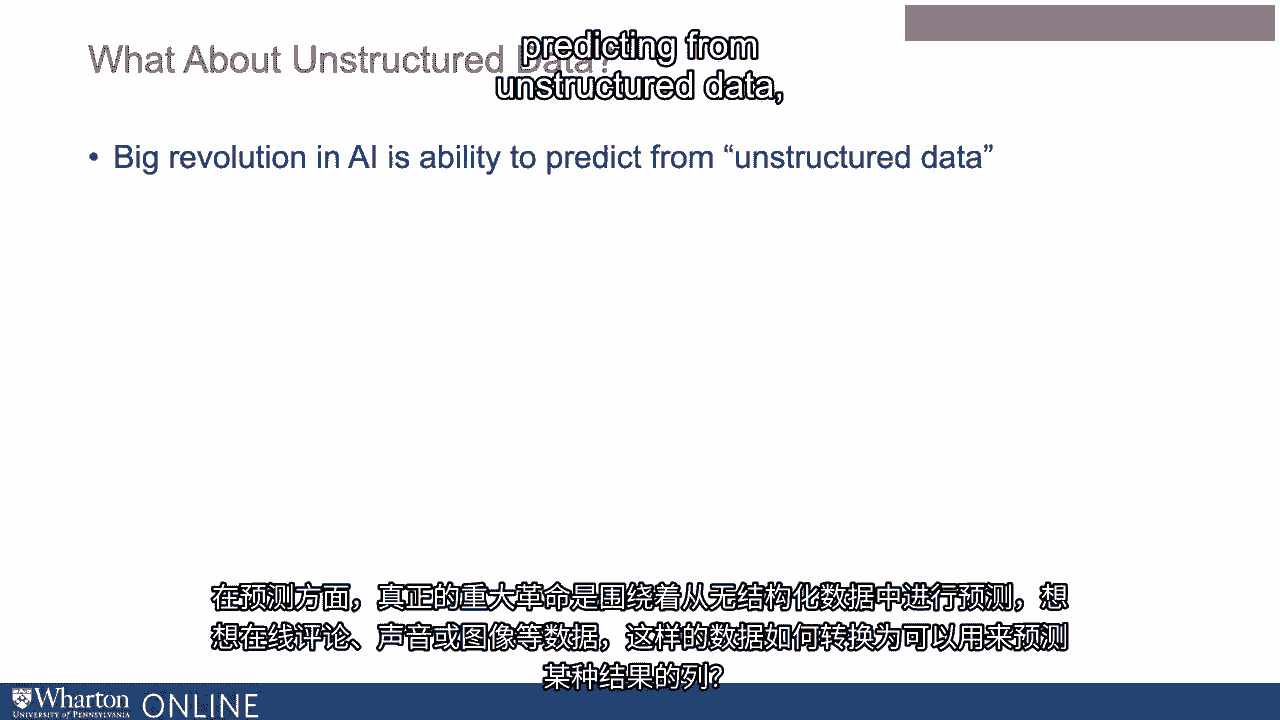 What About Unstructured Data?
predicting from
unstructured data,
• Big revolution in AI is ability to predict from “unstructured data”
在预测方面，真正的重大革命是围绕着从无结构化数据中进行预测，想
想在线评论、声音或图像等数据，这样的数据如何转换为可以用来预测
某种结果的列？
Wharton
UNIVERSITY of PENNSYLVANIA
ONLINE